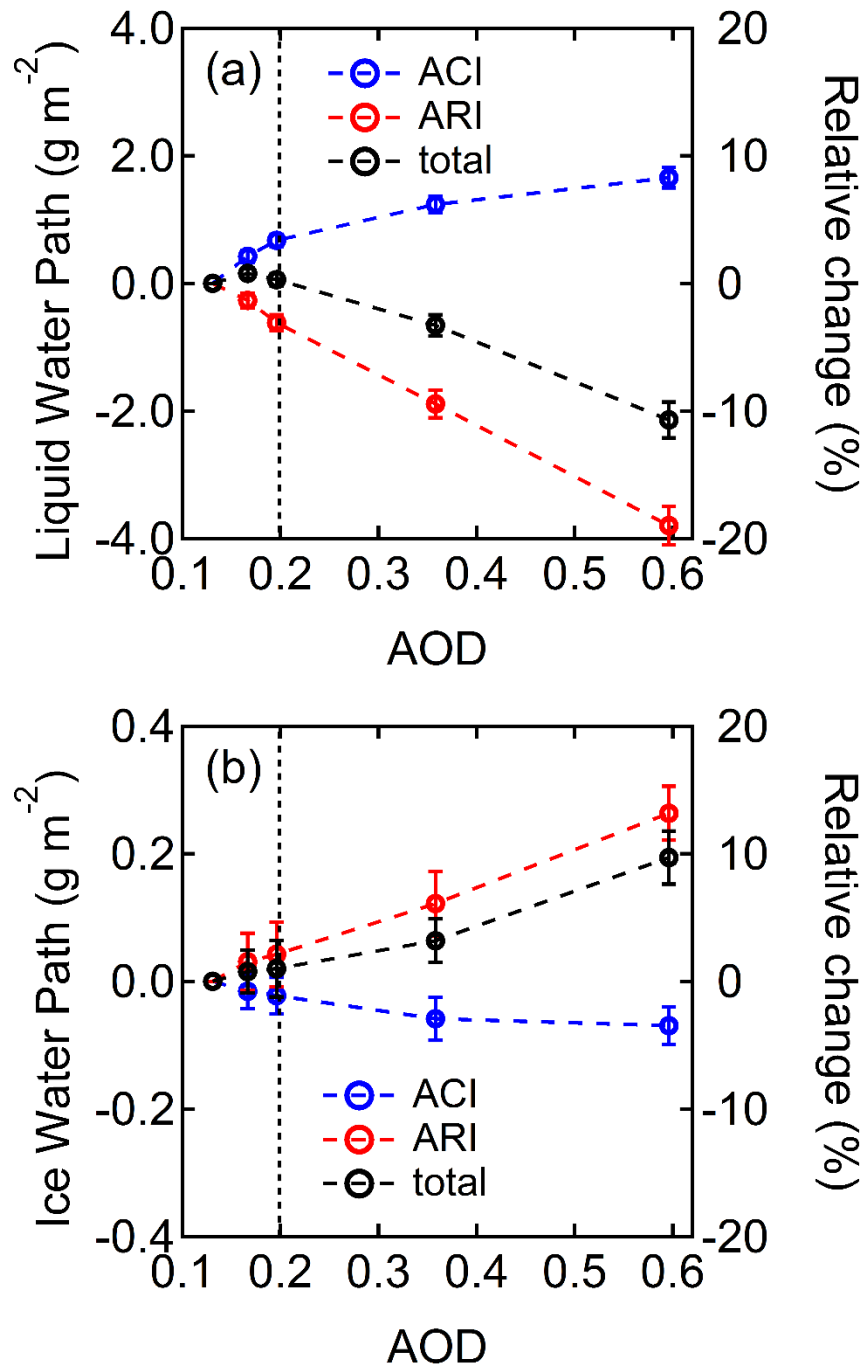 (a)
ACI
ARI
total
4.0
2.0
0.0
-2.0
-4.0
Liquid Water Path (g m⁻²)
20
10
0
-10
-20
Relative change (%)
0.1 0.2 0.3 0.4 0.5 0.6
AOD
(b)
0.4
0.2
0.0
-0.2
-0.4
Ice Water Path (g m⁻²)
20
10
0
-10
-20
Relative change (%)
ACI
ARI
total
0.1 0.2 0.3 0.4 0.5 0.6
AOD